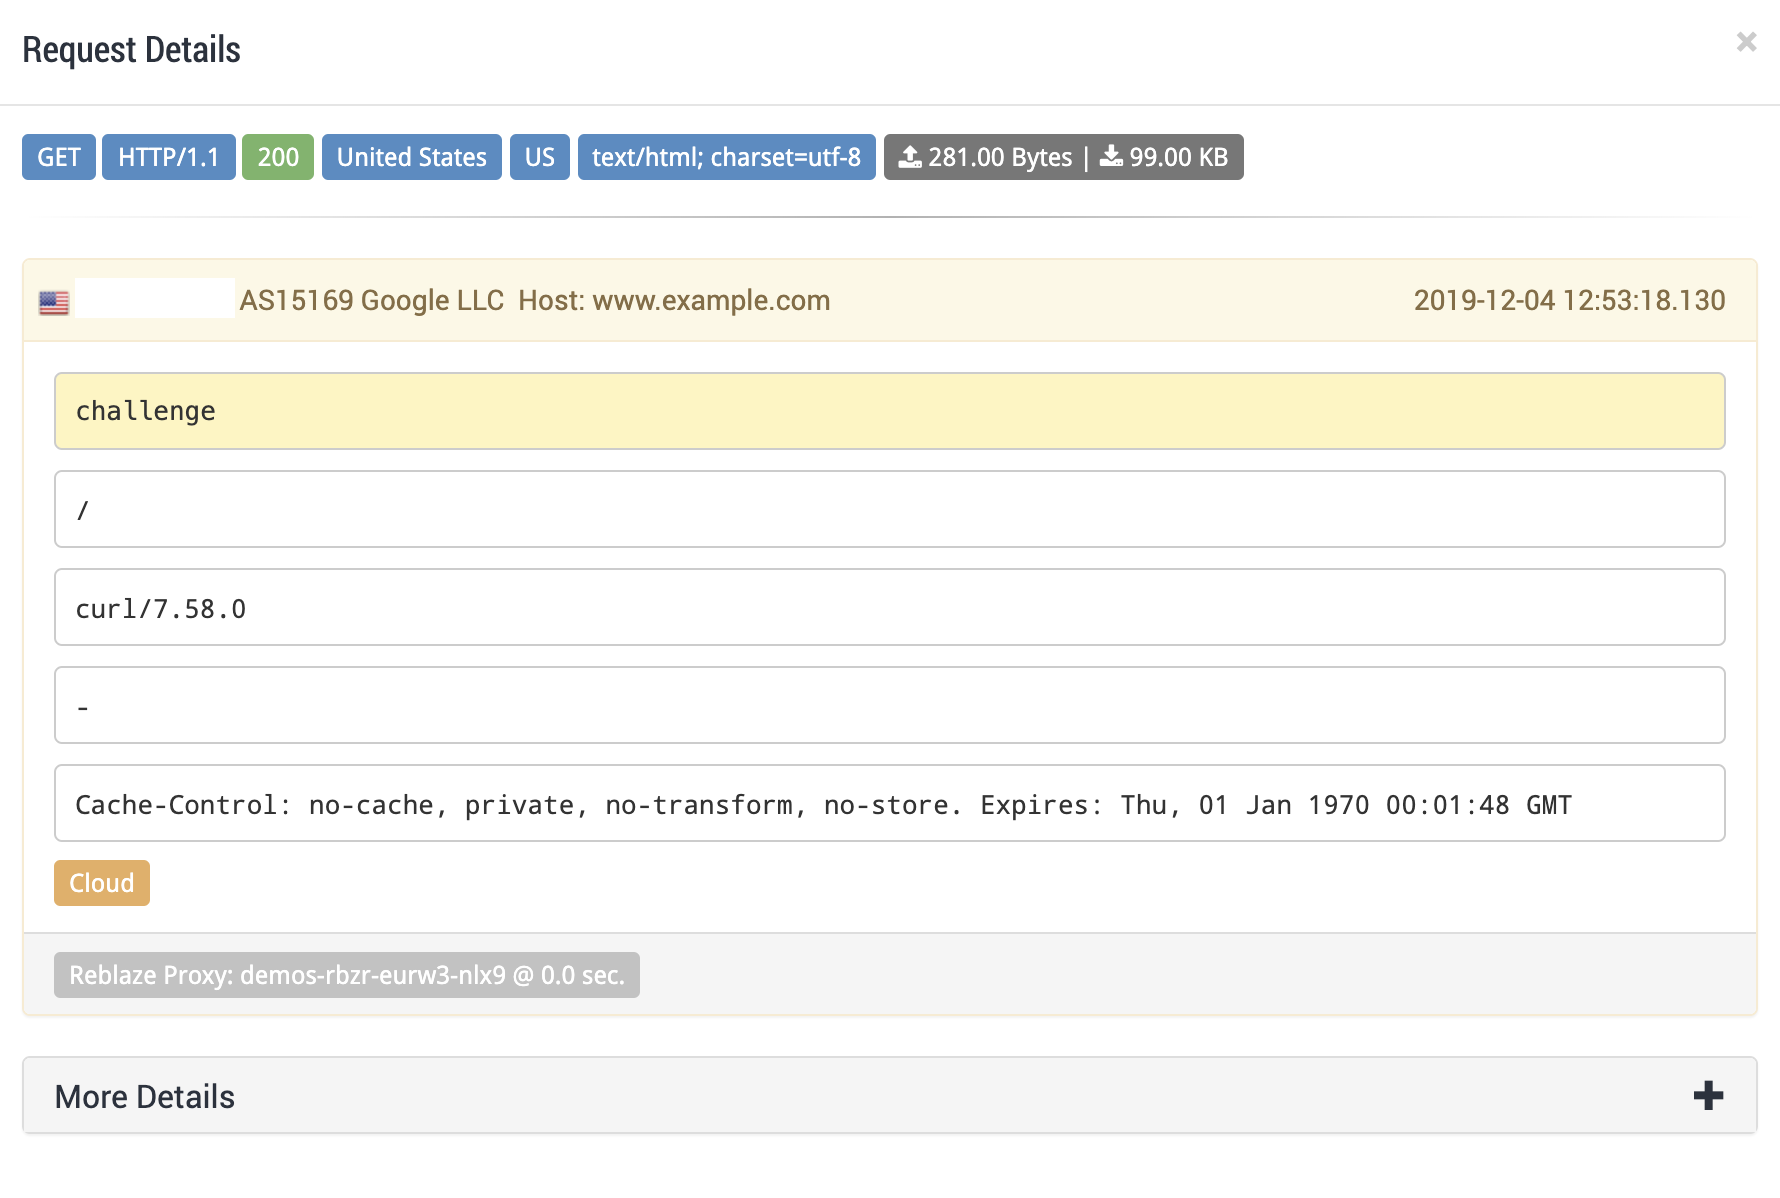 Request Details
×
GET HTTP/1.1 200 United States US text/html; charset=utf-8 281.00 Bytes | 99.00 KB
AS15169 Google LLC Host: www.example.com 2019-12-04 12:53:18.130
challenge
/
curl/7.58.0
-
Cache-Control: no-cache, private, no-transform, no-store. Expires: Thu, 01 Jan 1970 00:01:48 GMT
Cloud
Reblaze Proxy: demos-rbzr-eurw3-nlx9 @ 0.0 sec.
More Details